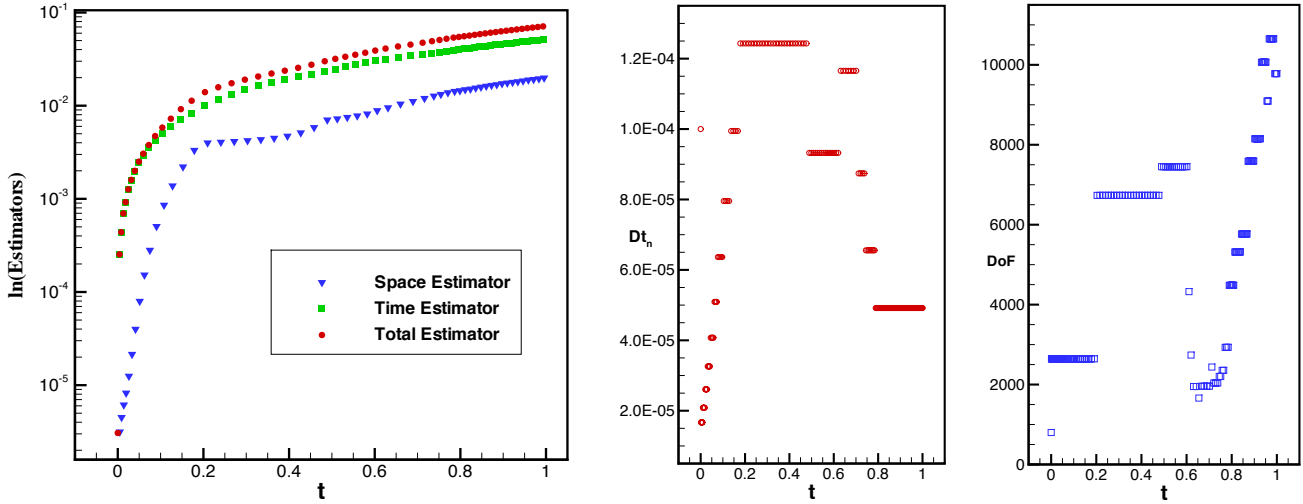 10⁻¹
10⁻²
10⁻³
10⁻⁴
10⁻⁵
ln(Estimators)
Space Estimator
Time Estimator
Total Estimator
0 0.2 0.4 0.6 0.8 1
t
1.2E-04
1.0E-04
8.0E-05
6.0E-05
4.0E-05
2.0E-05
Dtₙ
0 0.2 0.4 0.6 0.8 1
t
10000
8000
6000
4000
2000
0
DoF
0 0.2 0.4 0.6 0.8 1
t